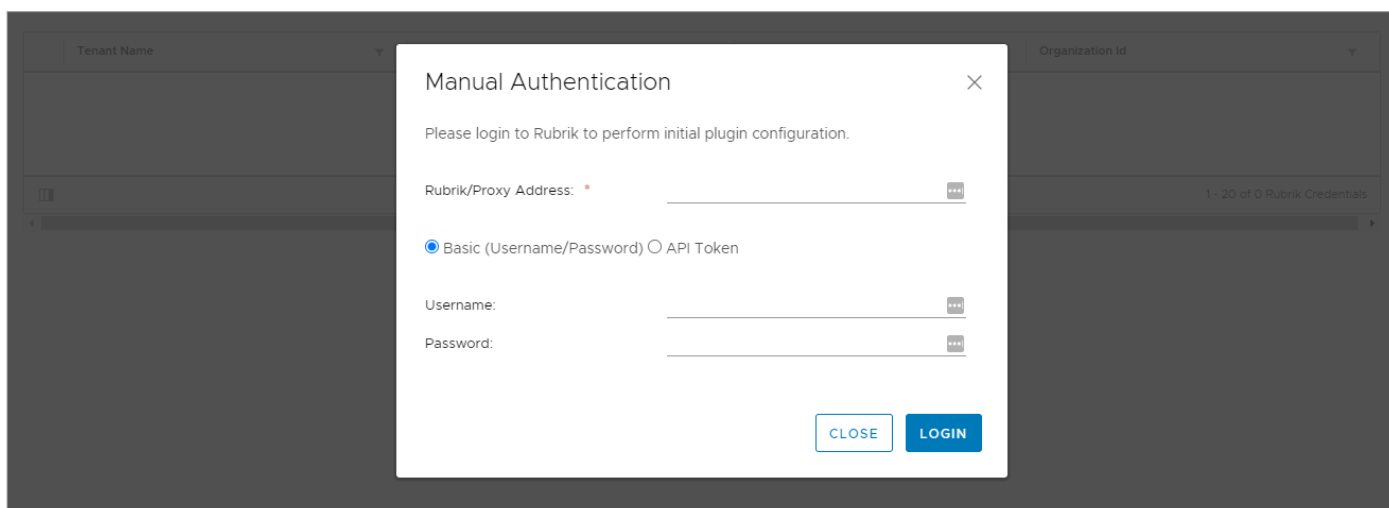 Tenant Name
Organization Id
Manual Authentication
Please login to Rubrik to perform initial plugin configuration.
Rubrik/Proxy Address: *
1 - 20 of 0 Rubrik Credentials
Basic (Username/Password) API Token
Username:
Password:
CLOSE LOGIN